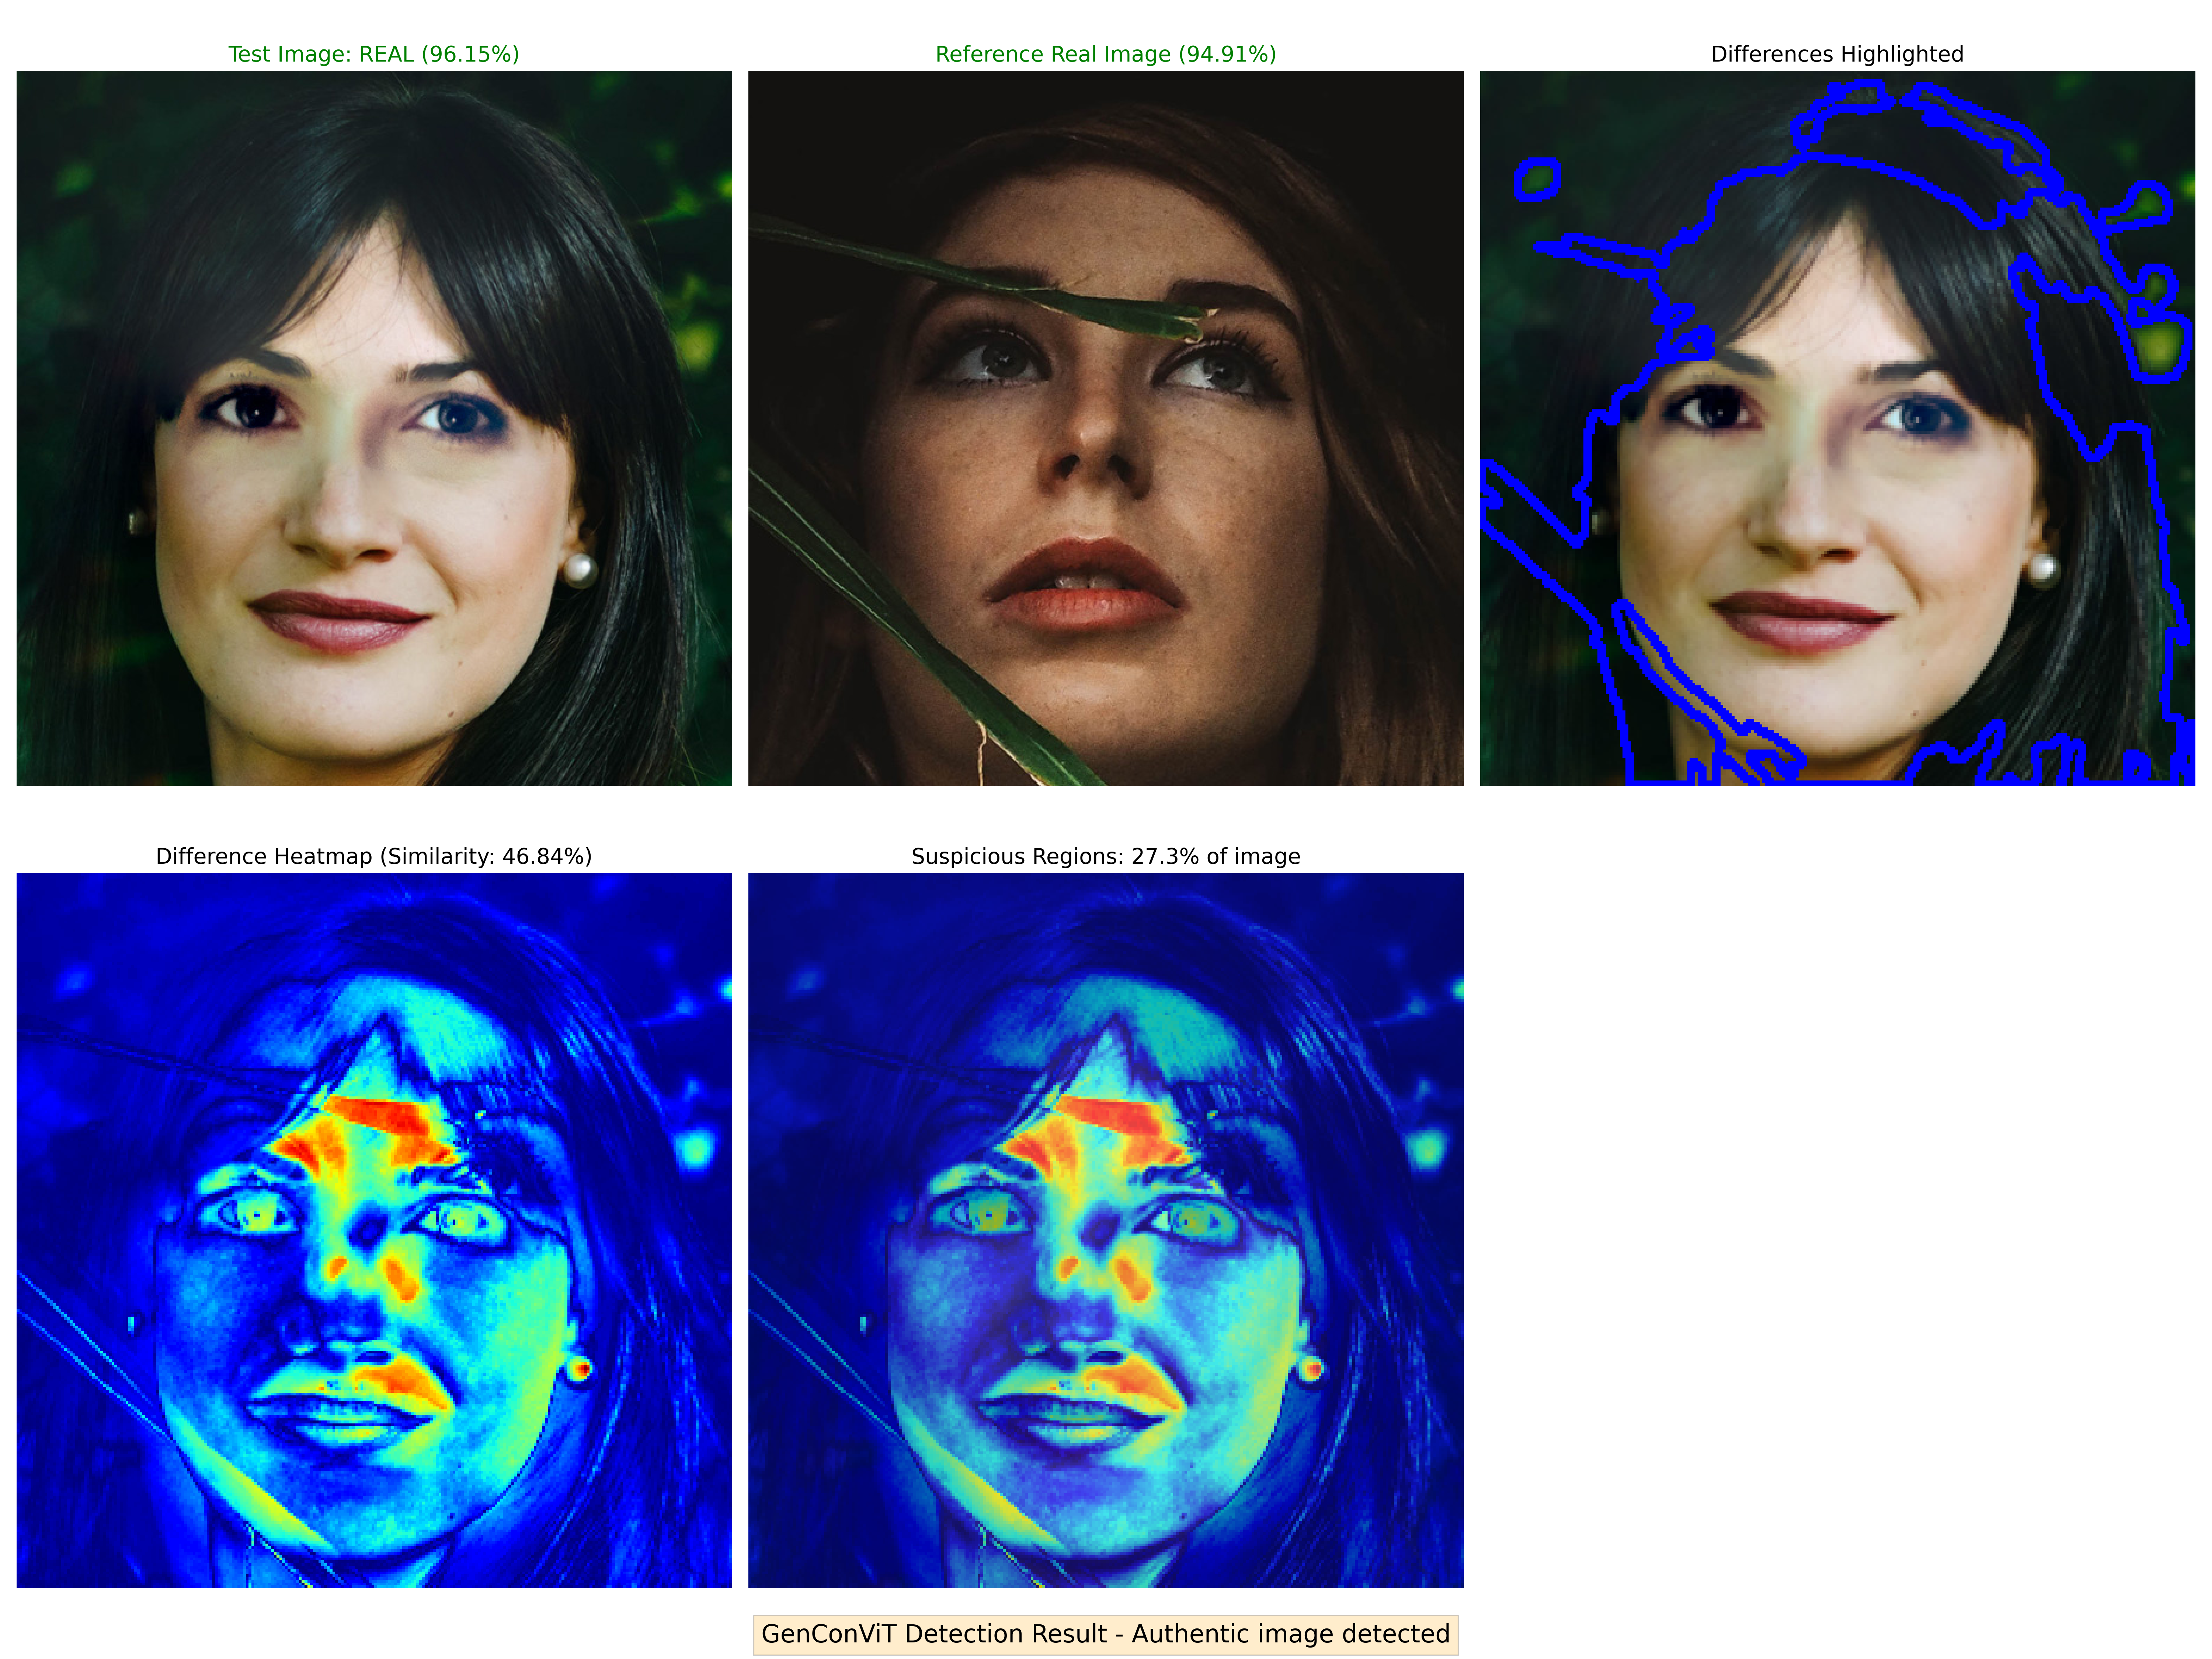 Test Image: REAL (96.15%)
Reference Real Image (94.91%)
Differences Highlighted
Difference Heatmap (Similarity: 46.84%)
Suspicious Regions: 27.3% of image
GenConViT Detection Result - Authentic image detected